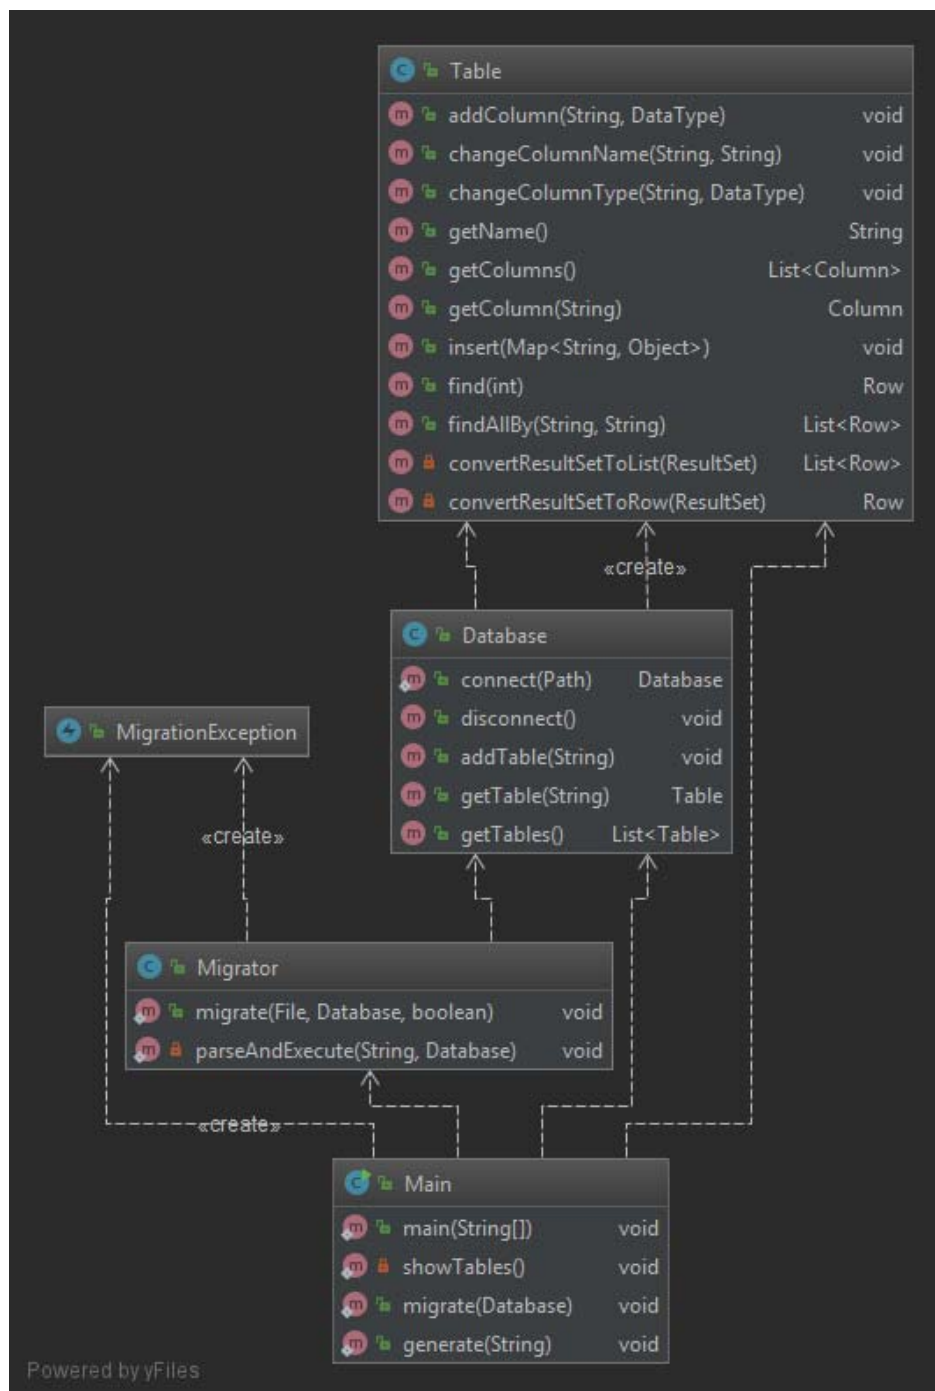 Table
addColumn(String, DataType) void
changeColumnName(String, String) void
changeColumnType(String, DataType) void
getName() String
getColumns() List<Column>
getColumn(String) Column
insert(Map<String, Object>) void
find(int) Row
findAllBy(String, String) List<Row>
convertResultSetToList(ResultSet) List<Row>
convertResultSetToRow(ResultSet) Row
«create»
Database
connect(Path) Database
disconnect() void
addTable(String) void
getTable(String) Table
getTables() List<Table>
MigrationException
«create»
Migrator
migrate(File, Database, boolean) void
parseAndExecute(String, Database) void
«create»
Main
main(String[]) void
showTables() void
migrate(Database) void
generate(String) void
Powered by yFiles